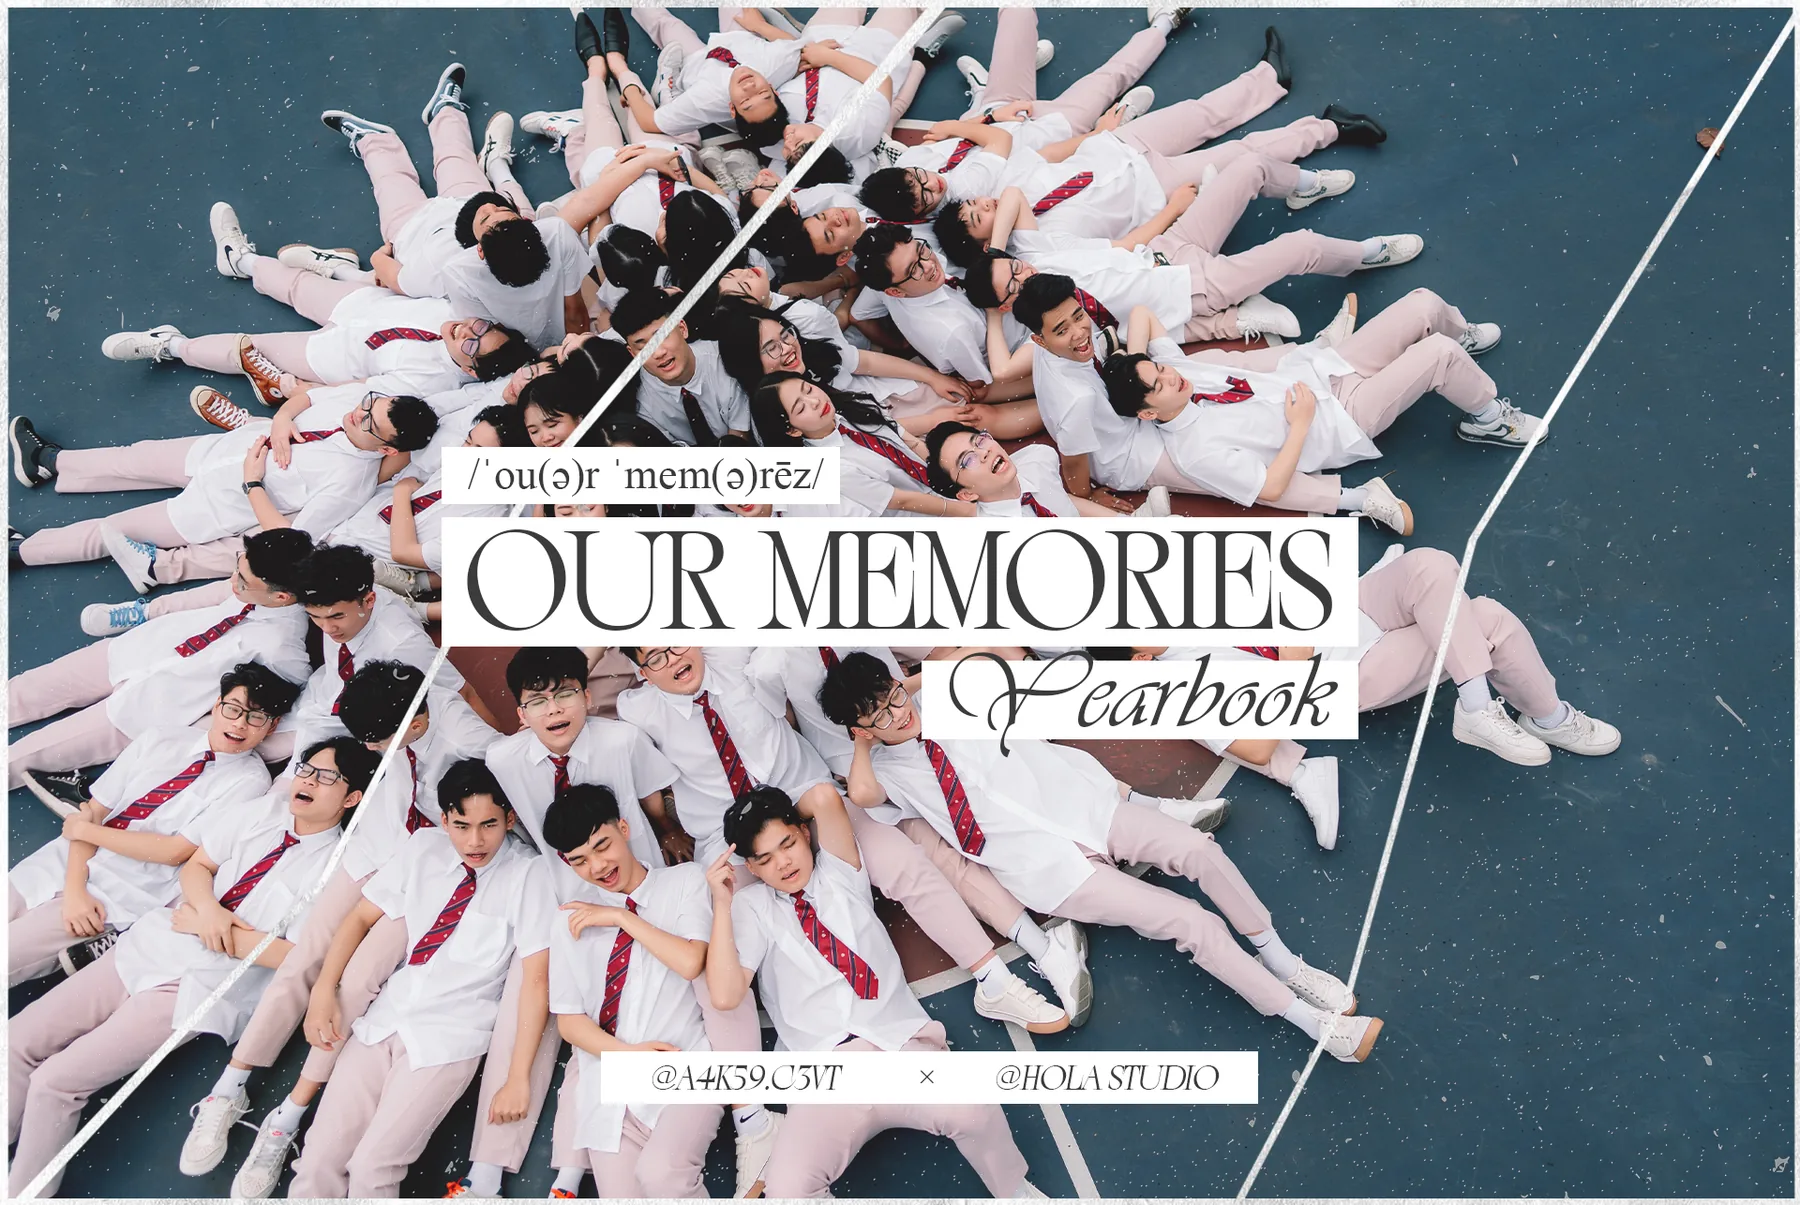 /ˈou(ə)r ˈmem(ə)rēz/
OUR MEMORIES
Yearbook
@A4K59.C3VT × @HOLA STUDIO